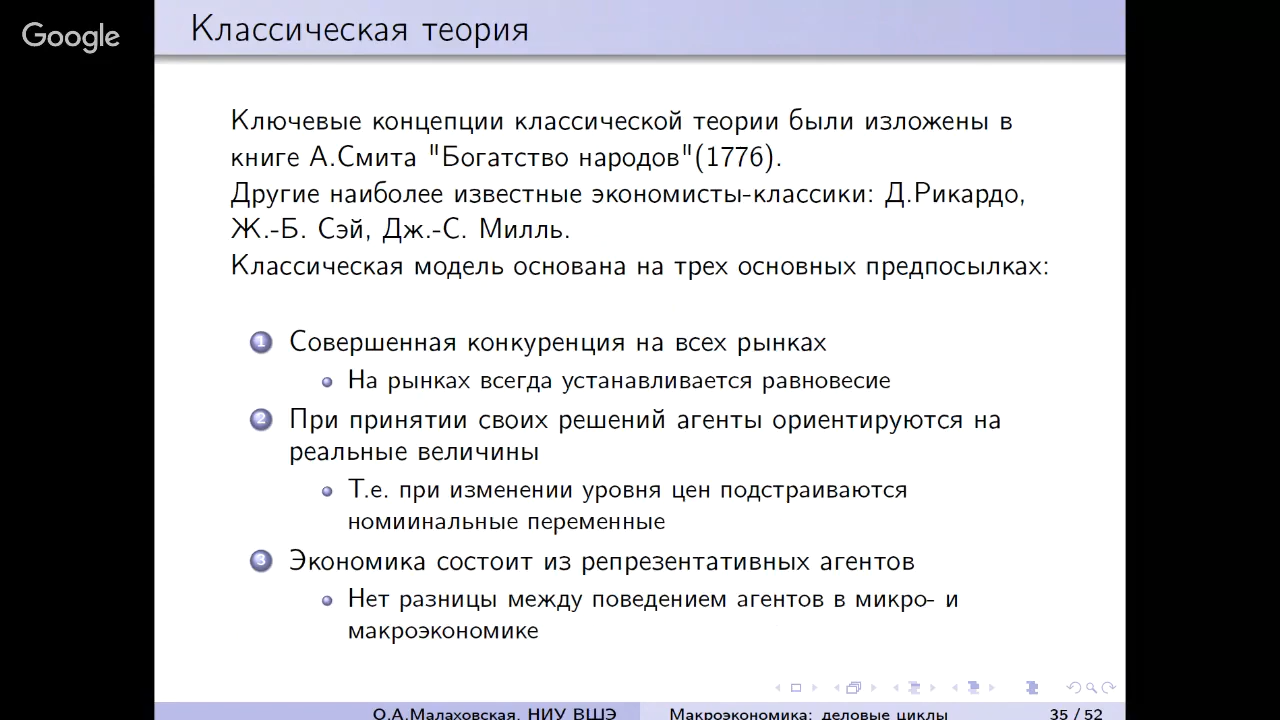 Google
Классическая теория
Ключевые концепции классической теории были изложены в
книге А.Смита "Богатство народов"(1776).
Другие наиболее известные экономисты-классики: Д.Рикардо,
Ж.-Б. Сэй, Дж.-С. Милль.
Классическая модель основана на трех основных предпосылках:
1 Совершенная конкуренция на всех рынках
На рынках всегда устанавливается равновесие
2 При принятии своих решений агенты ориентируются на
реальные величины
Т.е. при изменении уровня цен подстраиваются
номиинальные переменные
3 Экономика состоит из репрезентативных агентов
Нет разницы между поведением агентов в микро- и
макроэкономике
О.А.Малаховская, НИУ ВШЭ Макроэкономика: деловые циклы 35 / 52